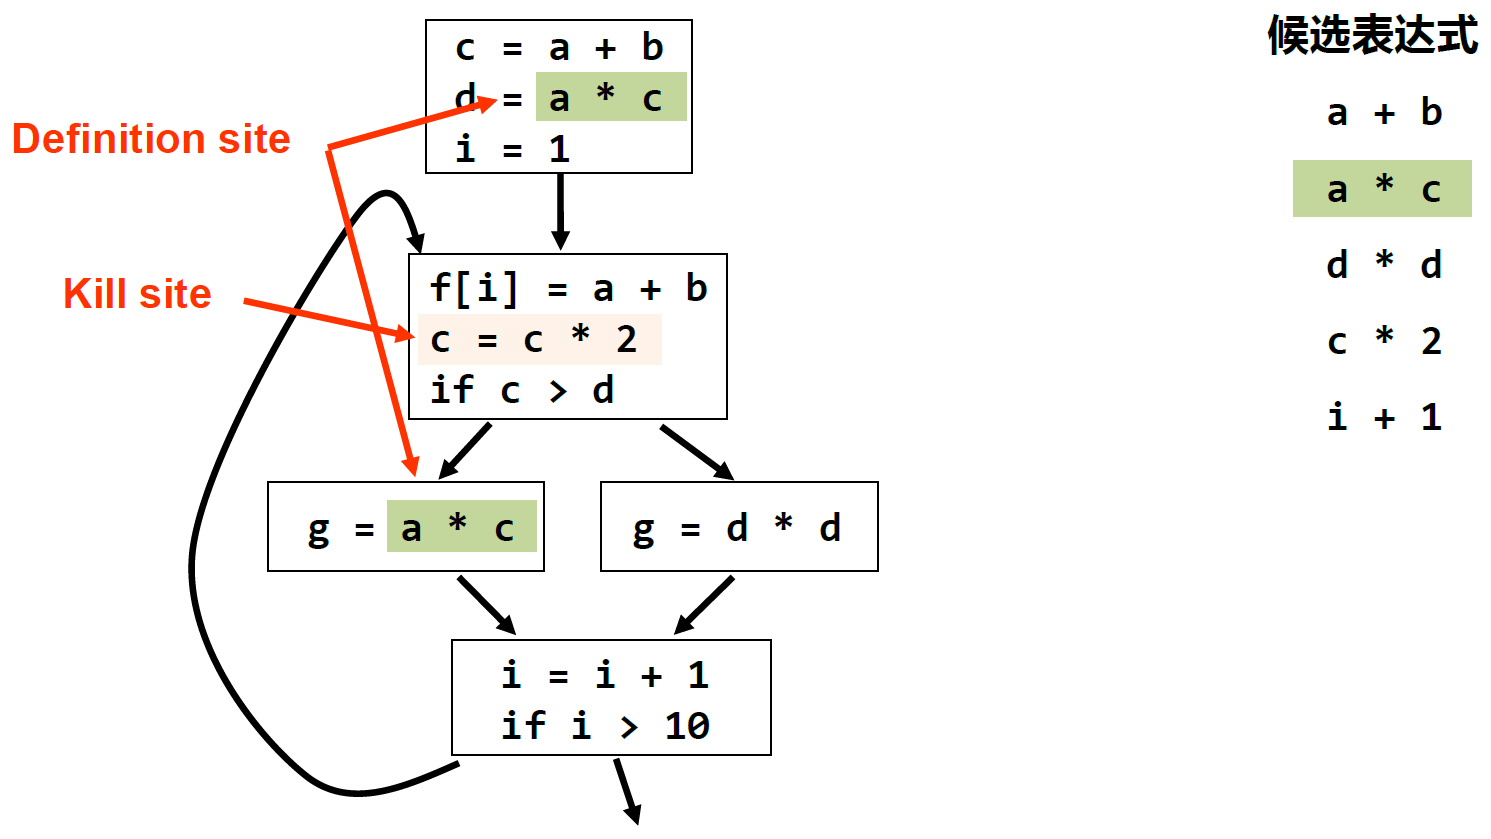 候选表达式
c = a + b
d = a * c
i = 1
Definition site
Kill site
f[i] = a + b
c = c * 2
if c > d
g = a * c
g = d * d
i = i + 1
if i > 10
a + b
a * c
d * d
c * 2
i + 1